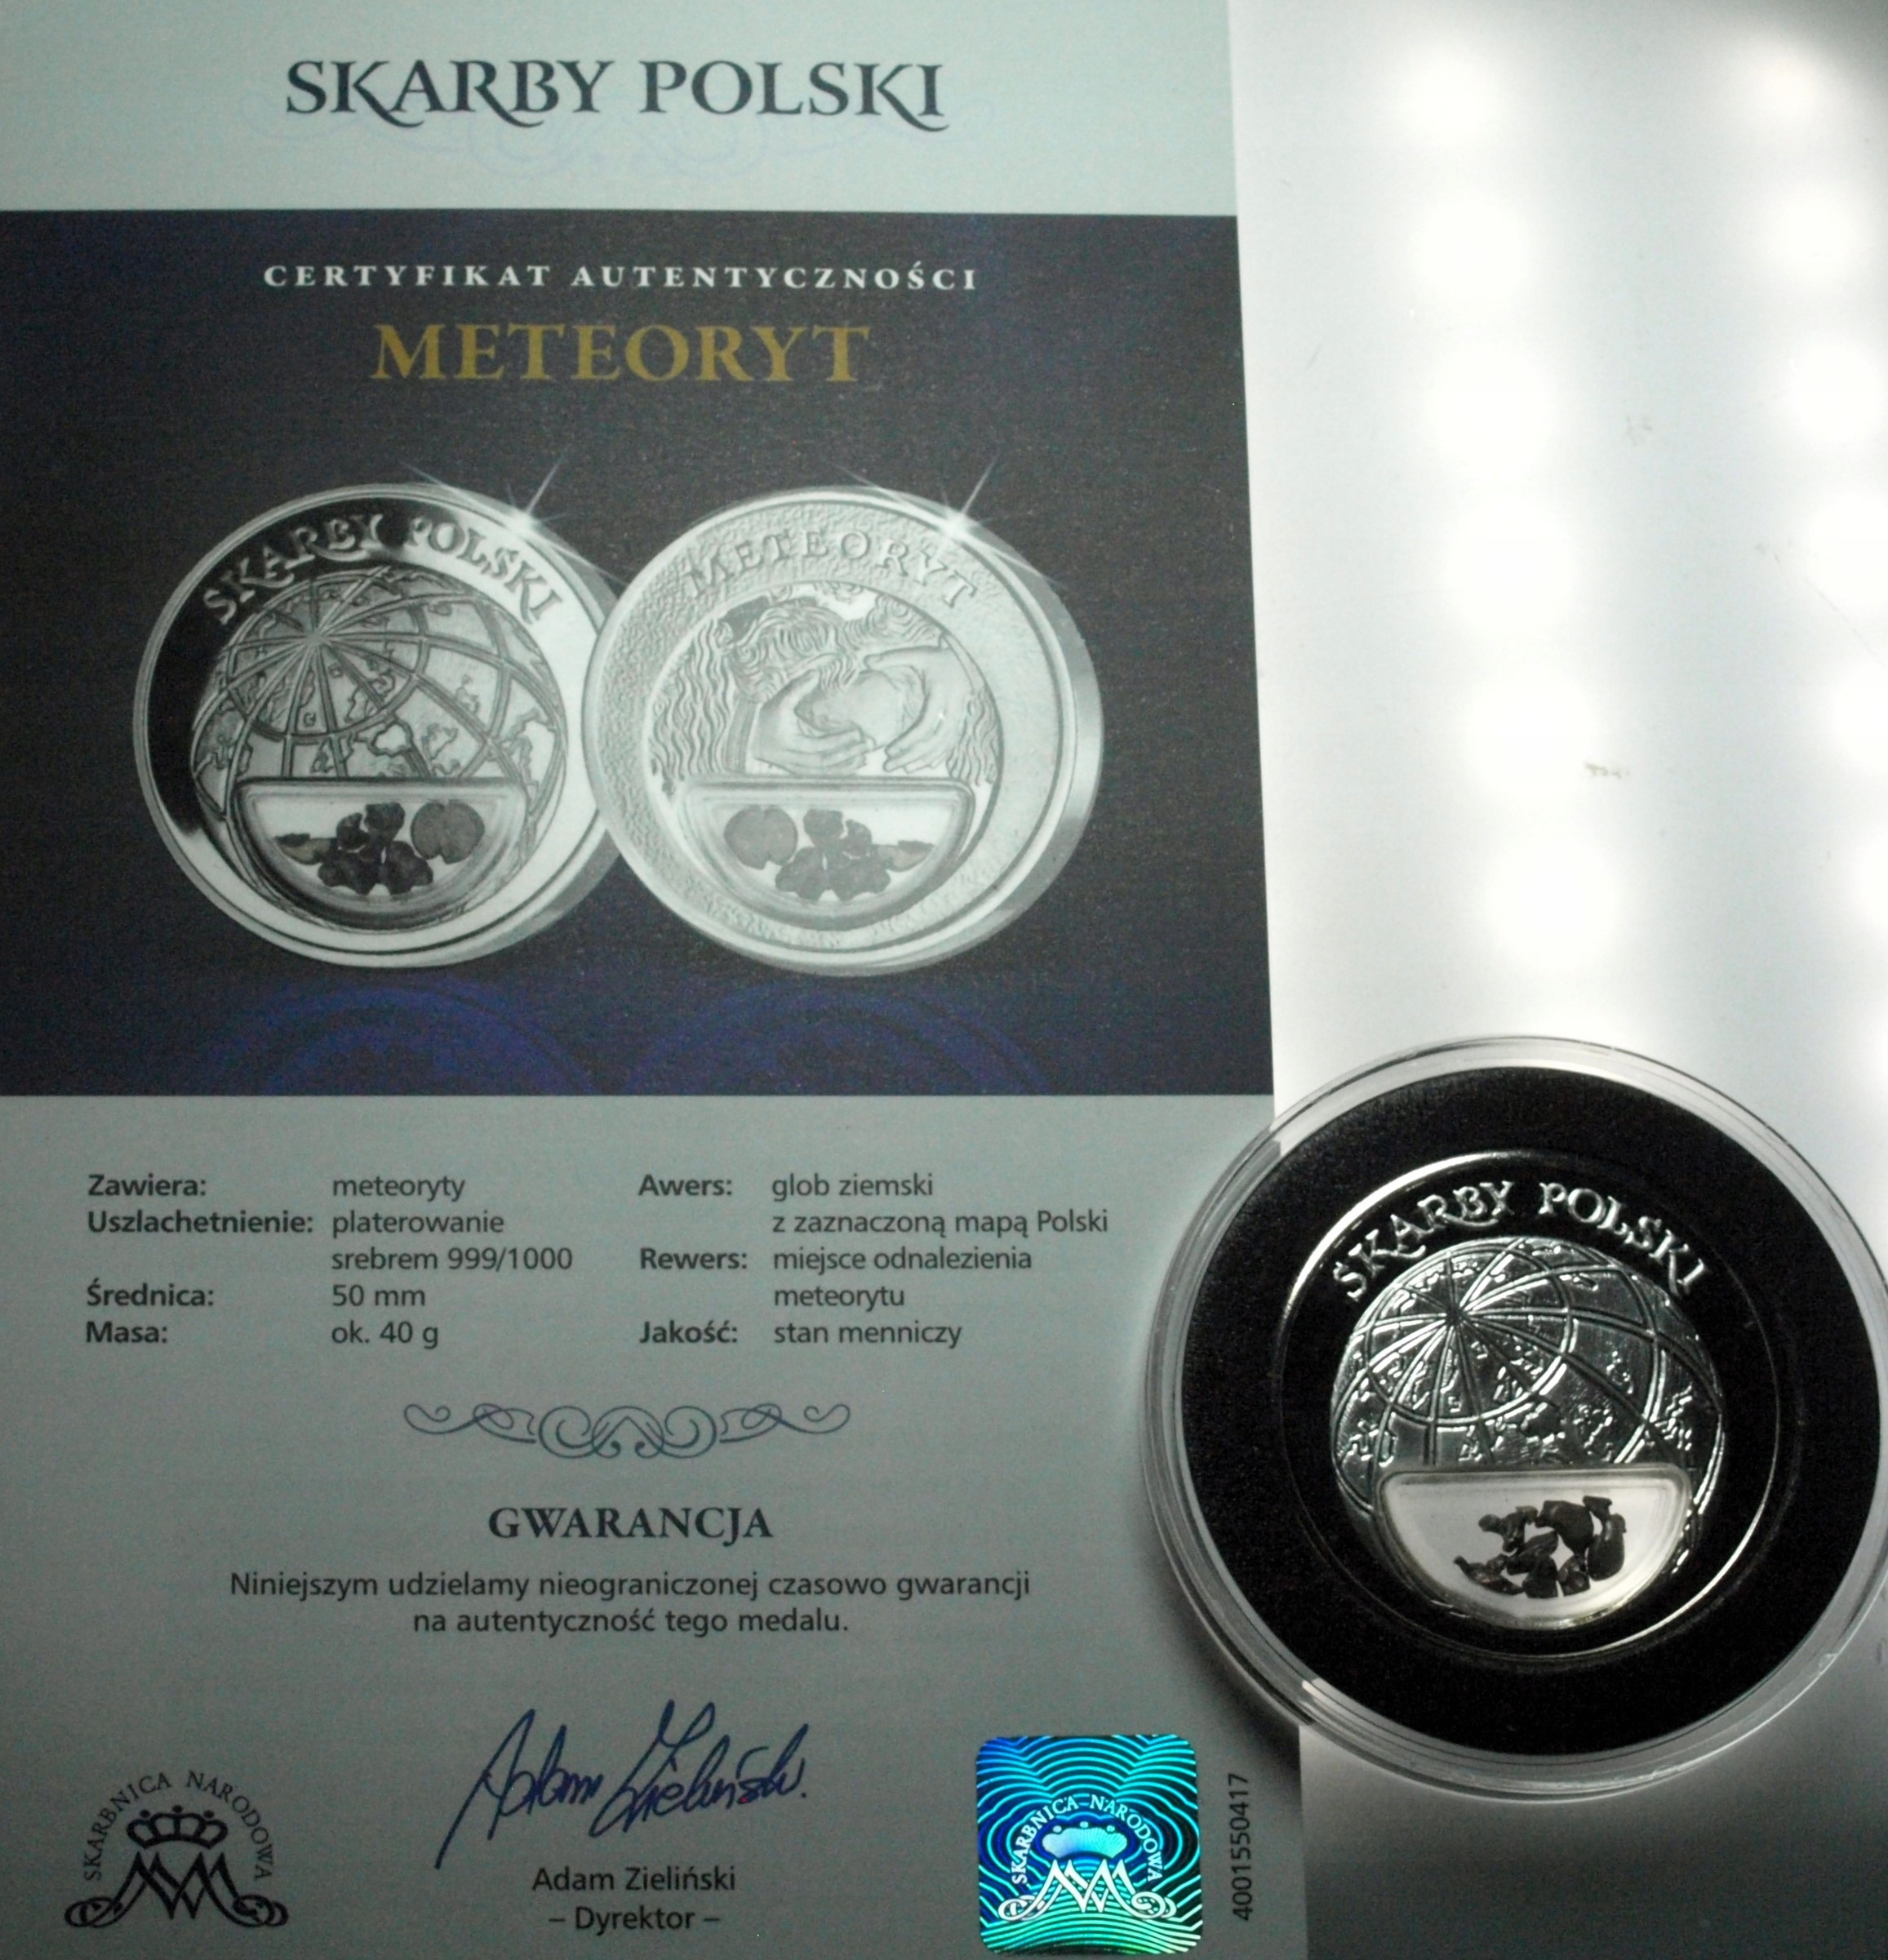 SKARBY POLSKI
CERTYFIKAT AUTENTYCZNOŚCI
METEORYT
SKARBY POLSKI
METEORYT
Zawiera: meteoryty
Uszlachetnienie: platerowanie
srebrem 999/1000
Średnica: 50 mm
Masa: ok. 40 g
Awers: glob ziemski
z zaznaczoną mapą Polski
Rewers: miejsce odnalezienia
meteorytu
Jakość: stan menniczy
SKARBY POLSKI
GWARANCJA
Niniejszym udzielamy nieograniczonej czasowo gwarancji
na autentyczność tego medalu.
Adam Zieliński
Adam Zieliński
– Dyrektor –
SKARBNICA NARODOWA
SKARBNICA NARODOWA
4001550417